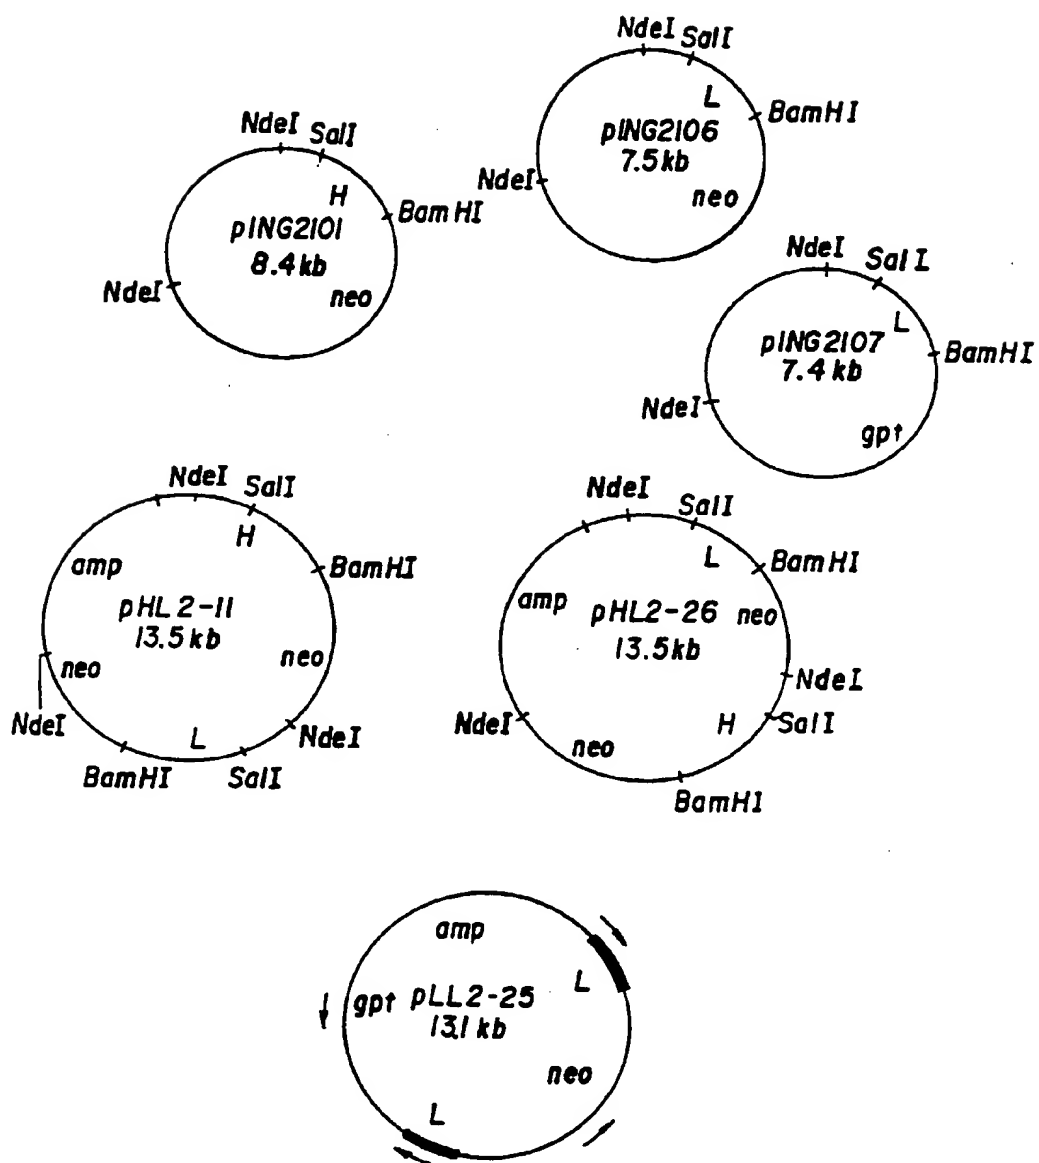 NdeI SalI
L
BamHI
pING2106
7.5kb
NdeI
neo
NdeI SalI
H
BamHI
pING2101
8.4kb
NdeI
neo
NdeI SalI
L
pING2107
BamHI
7.4kb
NdeI
gpt
NdeI SalI
H
BamHI
amp
pHL2-11
13.5kb
neo
neo
NdeI
NdeI
L
BamHI SalI
NdeI
SalI
L
BamHI
amp pHL2-26 neo
13.5kb
NdeI
NdeI
H SalI
neo
BamHI
amp
L
gpt pLL2-25
13.1kb
neo
L